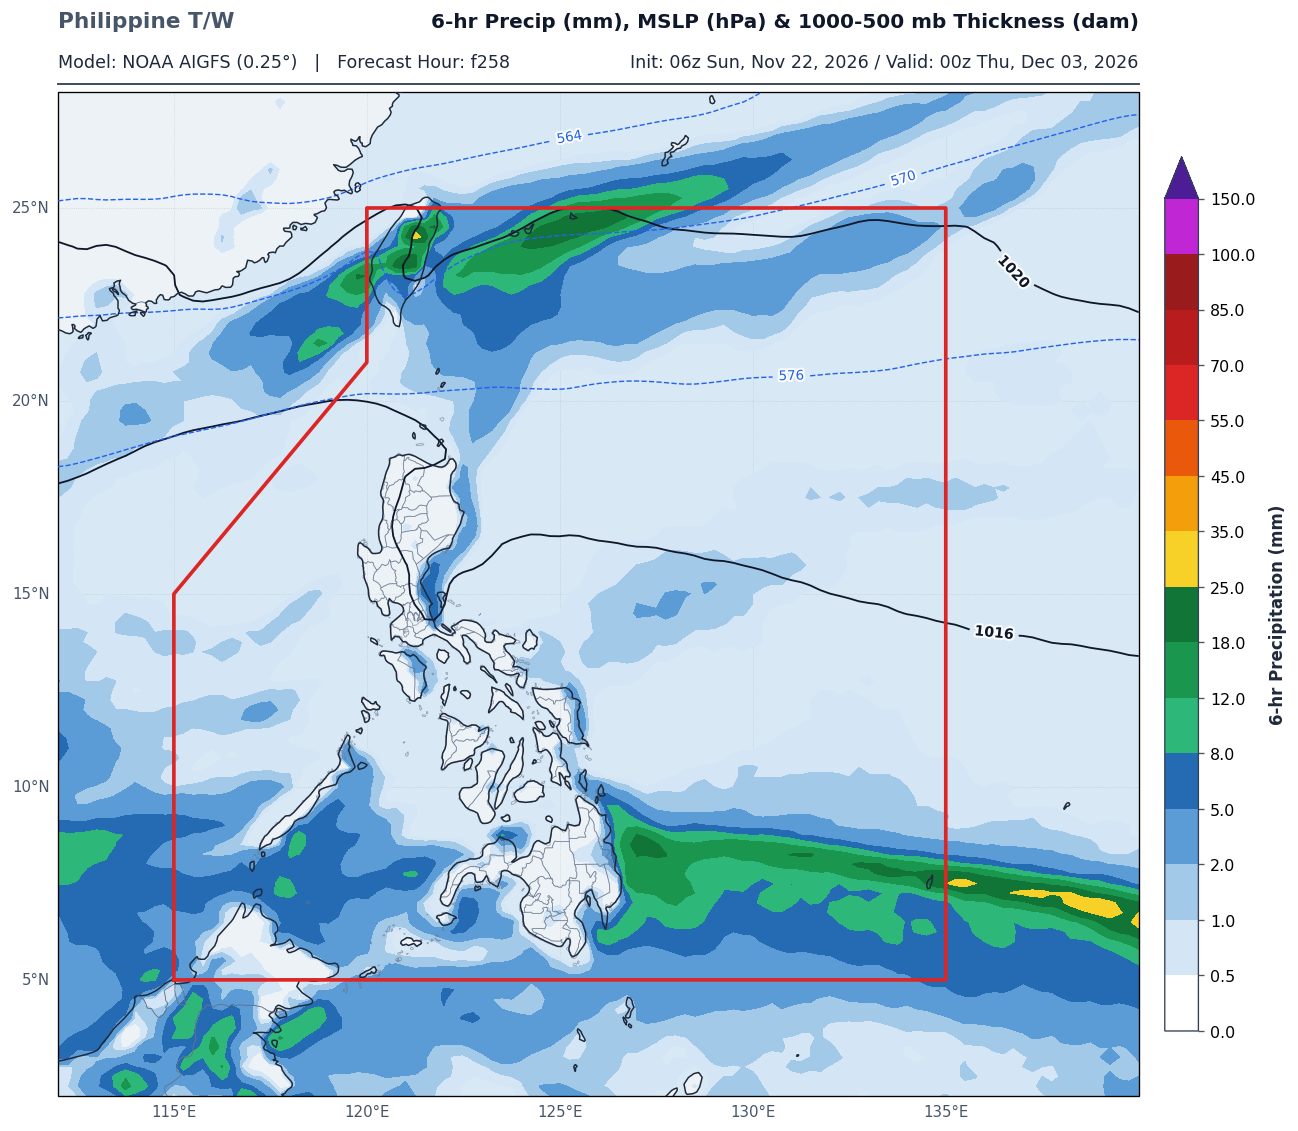 Philippine T/W
6-hr Precip (mm), MSLP (hPa) & 1000-500 mb Thickness (dam)
Model: NOAA AIGFS (0.25°) | Forecast Hour: f258
Init: 06z Sun, Nov 22, 2026 / Valid: 00z Thu, Dec 03, 2026
564
570
576
1020
1016
25°N
20°N
15°N
10°N
5°N
115°E
120°E
125°E
130°E
135°E
150.0
100.0
85.0
70.0
55.0
45.0
35.0
25.0
18.0
12.0
8.0
5.0
2.0
1.0
0.5
0.0
6-hr Precipitation (mm)